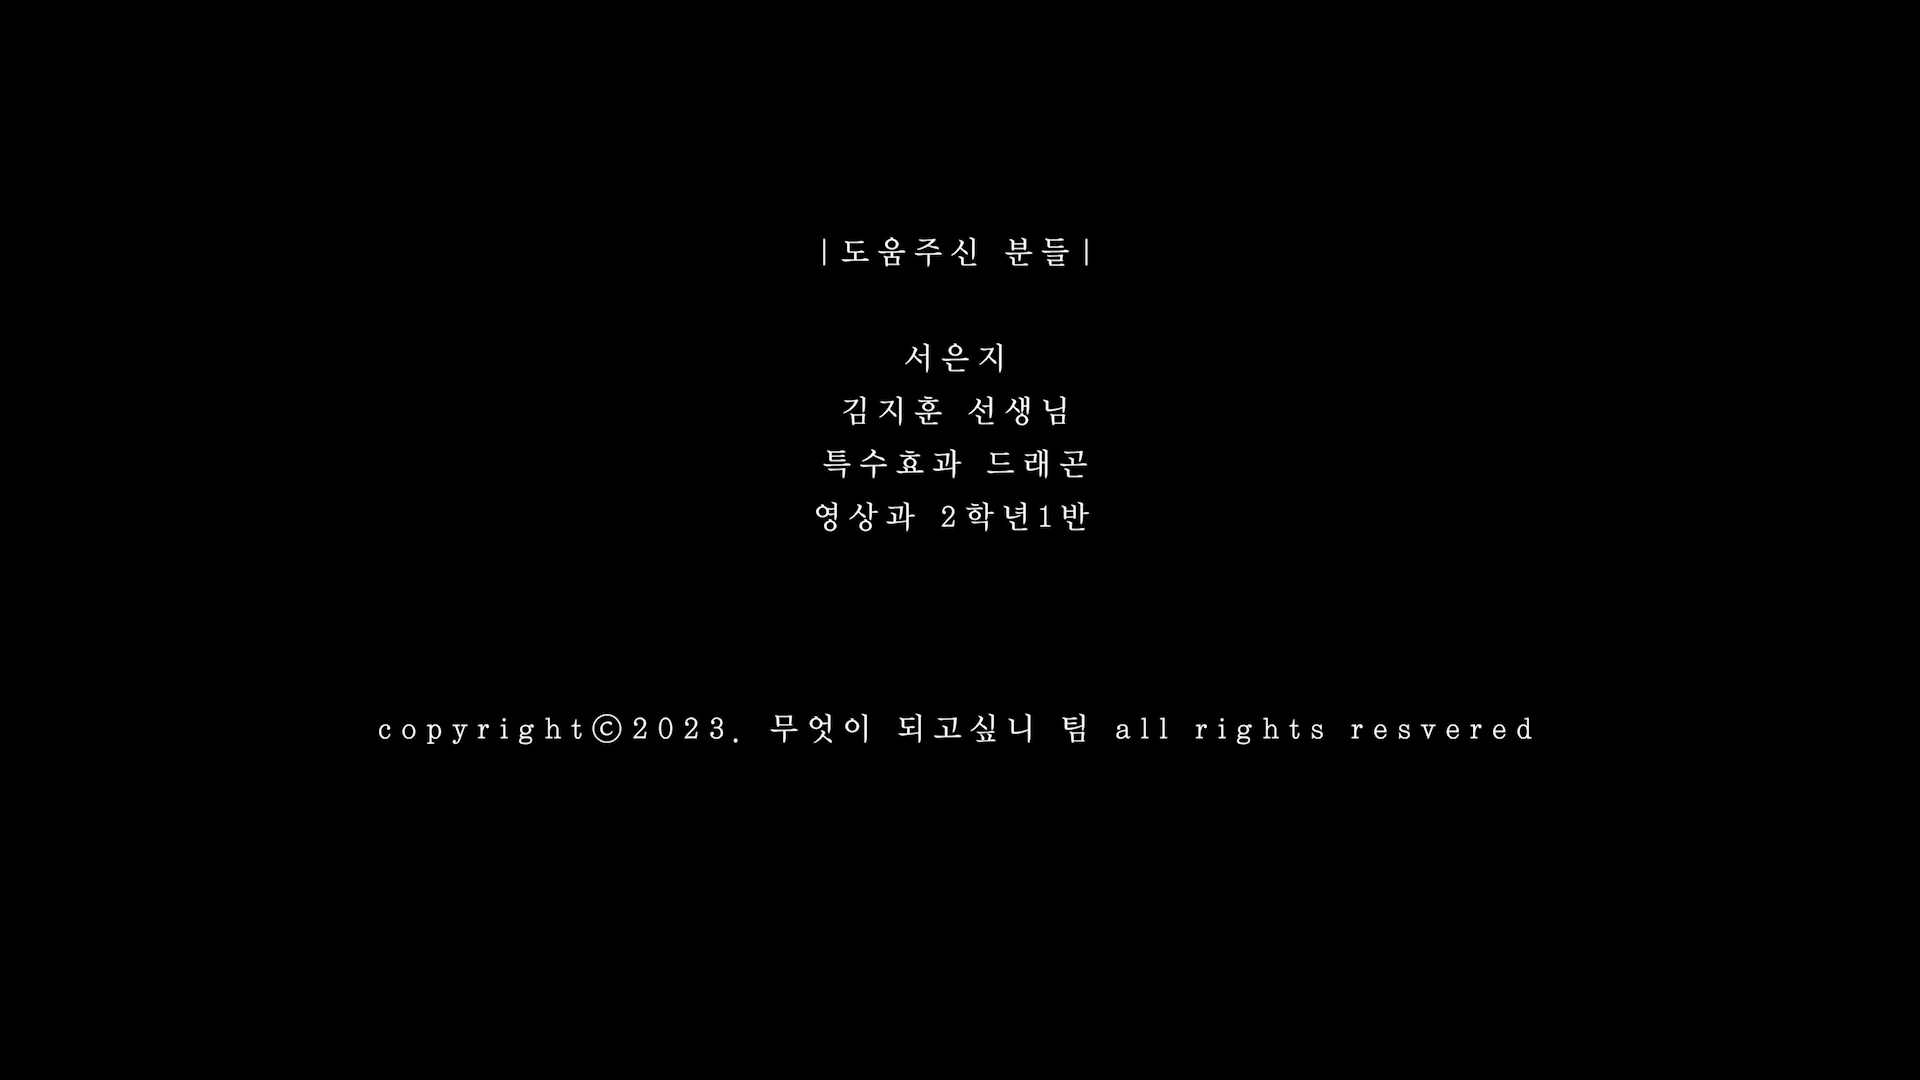 |도움주신 분들|
서은지
김지훈 선생님
특수효과 드래곤
영상과 2학년1반
copyrightⓒ2023. 무엇이 되고싶니 팀 all rights resvered